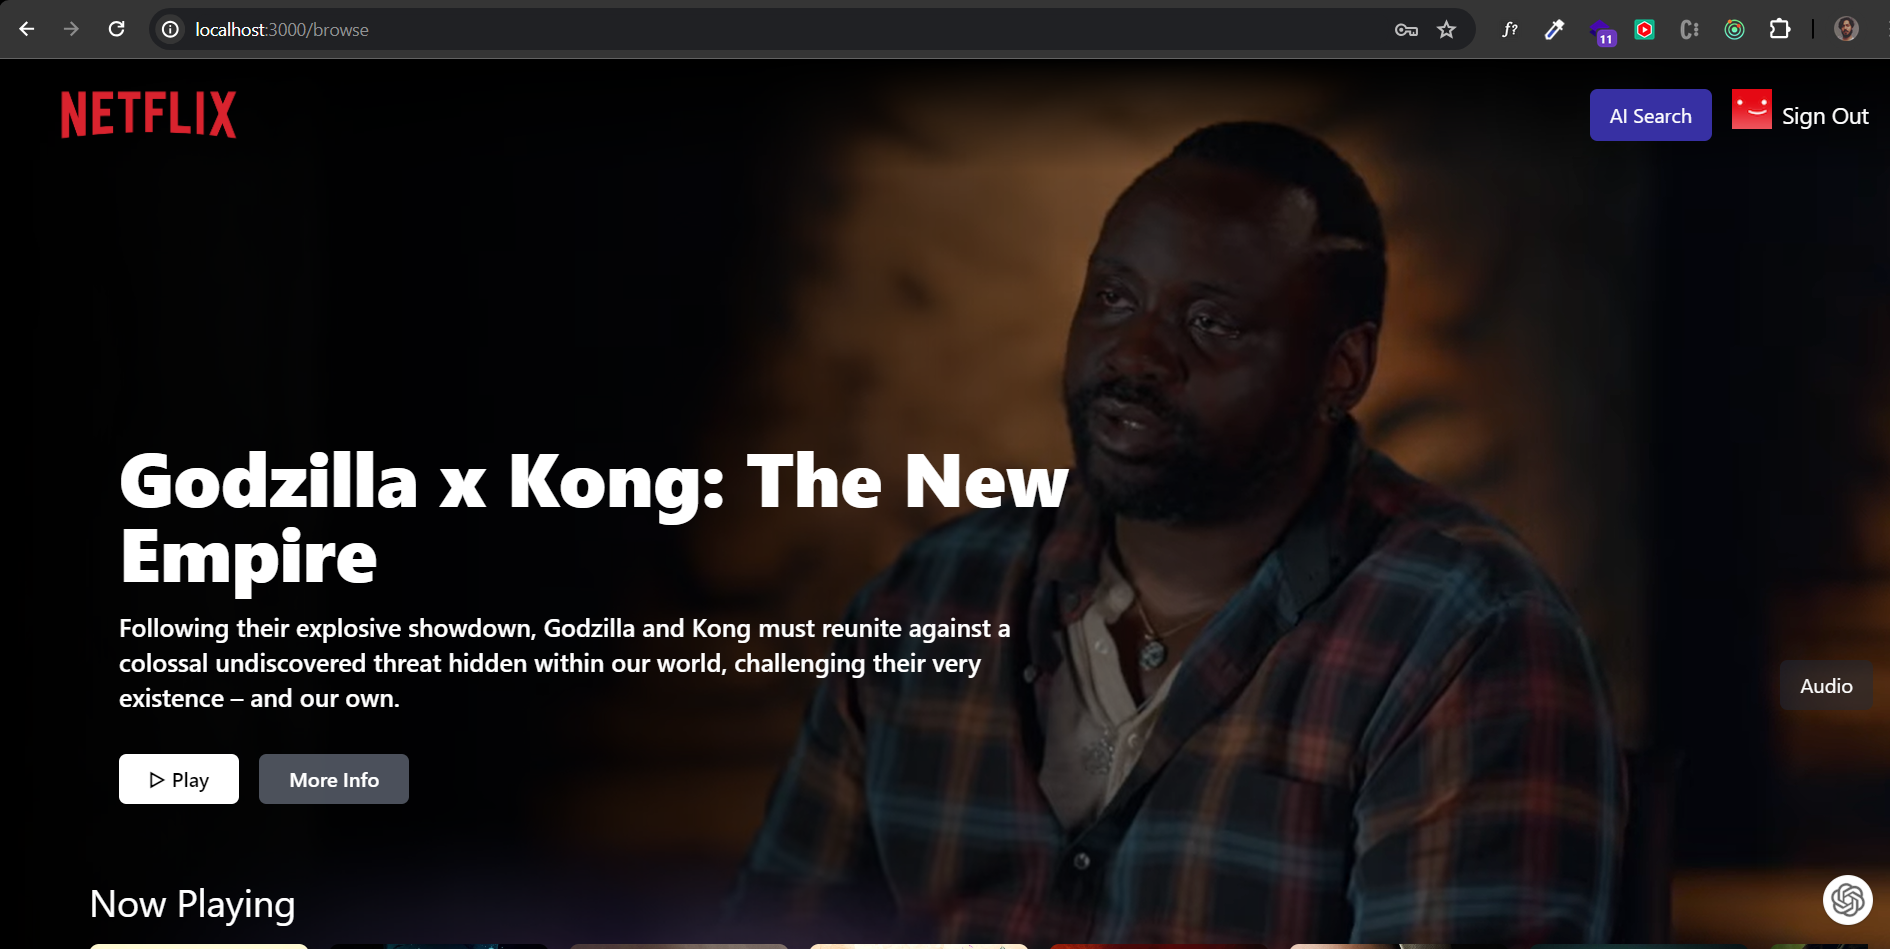 localhost:3000/browse
f?
11
NETFLIX
AI Search
Sign Out
Godzilla x Kong: The New
Empire
Following their explosive showdown, Godzilla and Kong must reunite against a
colossal undiscovered threat hidden within our world, challenging their very
existence – and our own.
Audio
Play
More Info
Now Playing